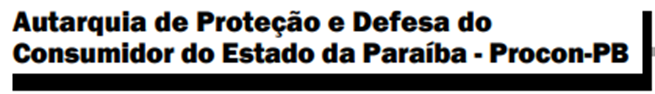 Autarquia de Proteção e Defesa do
Consumidor do Estado da Paraíba - Procon-PB